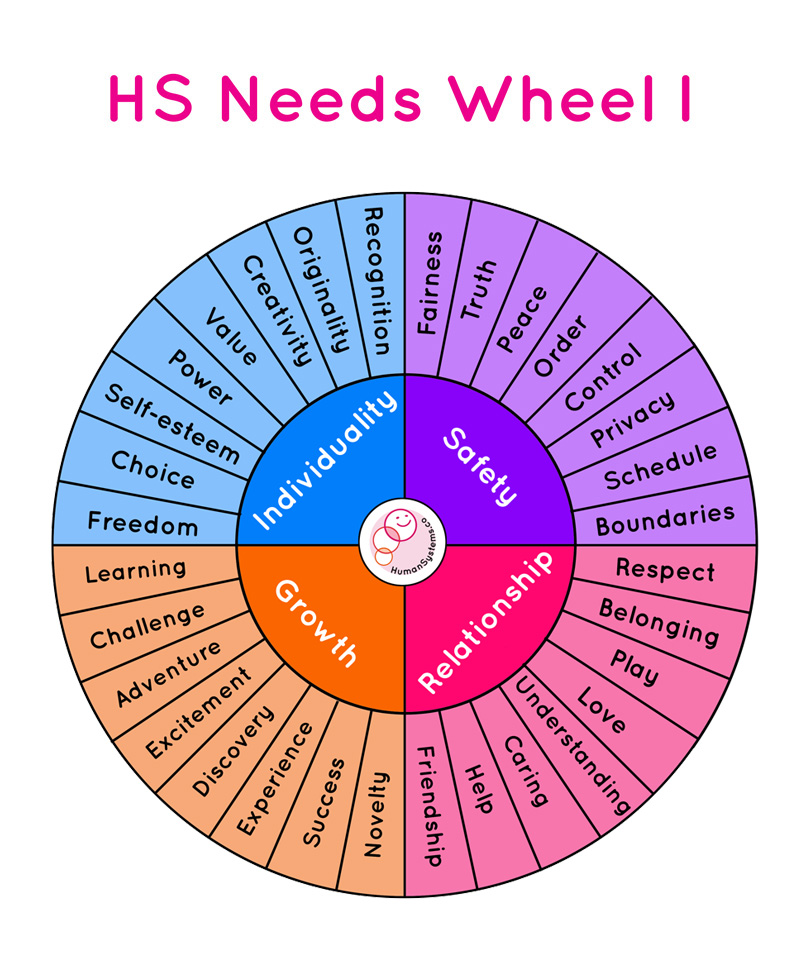 HS Needs Wheel I
Individuality
Freedom
Choice
Self-esteem
Power
Value
Creativity
Originality
Recognition
Safety
Fairness
Truth
Peace
Order
Control
Privacy
Schedule
Boundaries
Relationship
Respect
Belonging
Play
Love
Understanding
Caring
Help
Friendship
Growth
Novelty
Success
Experience
Discovery
Excitement
Adventure
Challenge
Learning
HumanSystems.co